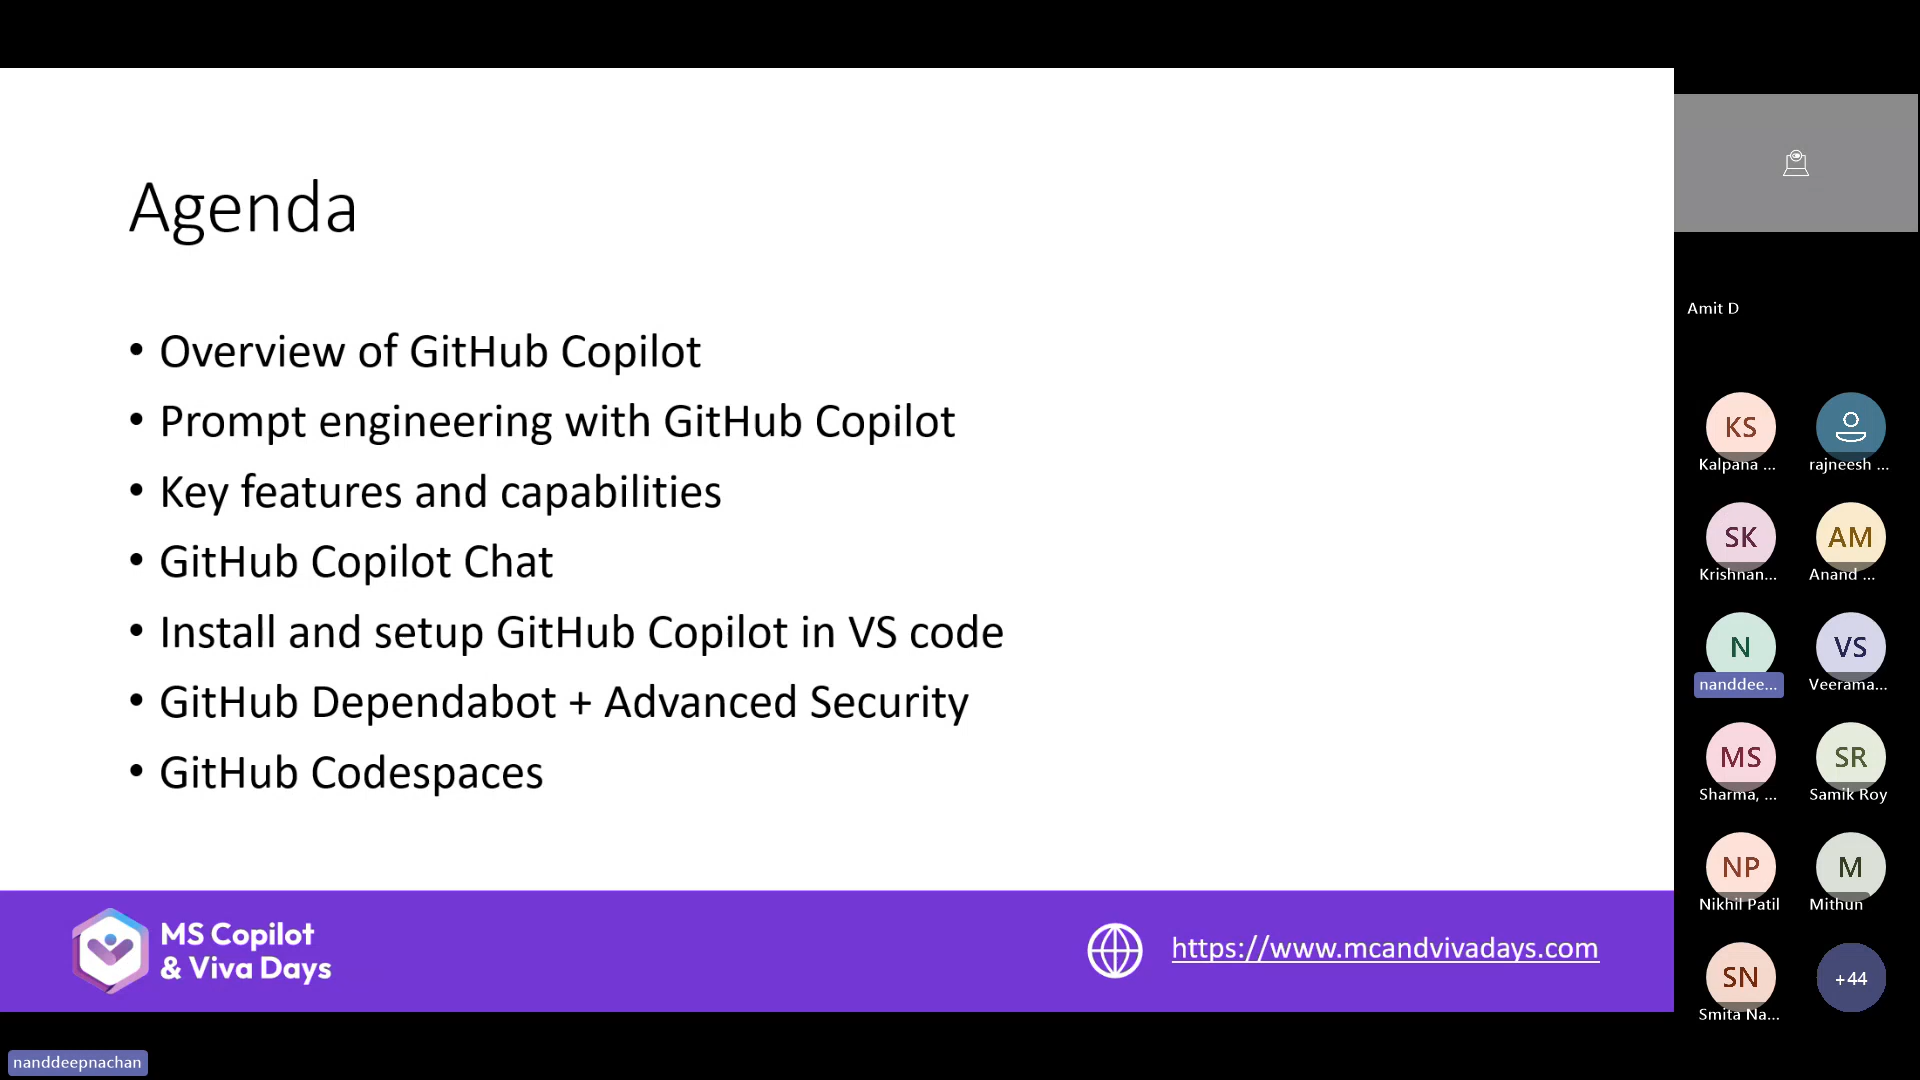 Agenda
• Overview of GitHub Copilot
• Prompt engineering with GitHub Copilot
• Key features and capabilities
• GitHub Copilot Chat
• Install and setup GitHub Copilot in VS code
• GitHub Dependabot + Advanced Security
• GitHub Codespaces
MS Copilot
& Viva Days
https://www.mcandvivadays.com
nanddeepnachan
Amit D
KS
Kalpana ...
rajneesh ...
SK
Krishnan...
AM
Anand ...
N
nanddee...
VS
Veerama...
MS
Sharma, ...
SR
Samik Roy
NP
Nikhil Patil
M
Mithun
SN
Smita Na...
+44